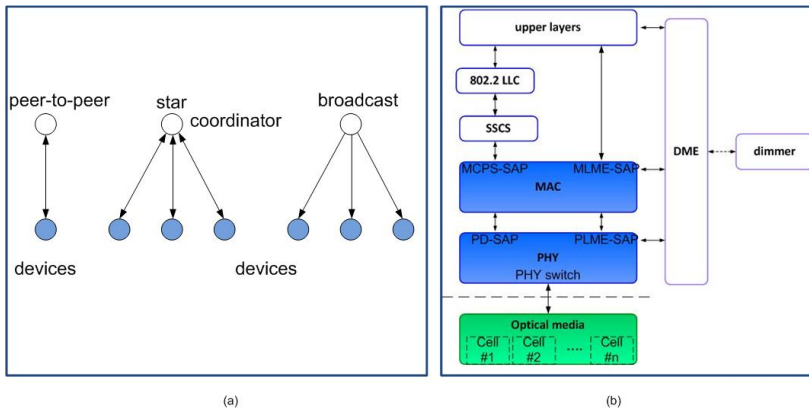 peer-to-peer
star
coordinator
broadcast
devices
devices
upper layers
802.2 LLC
SSCS
MCPS-SAP
MLME-SAP
MAC
PD-SAP
PLME-SAP
PHY
PHY switch
DME
dimmer
Optical media
Cell
#1
Cell
#2
....
Cell
#n
(a)
(b)